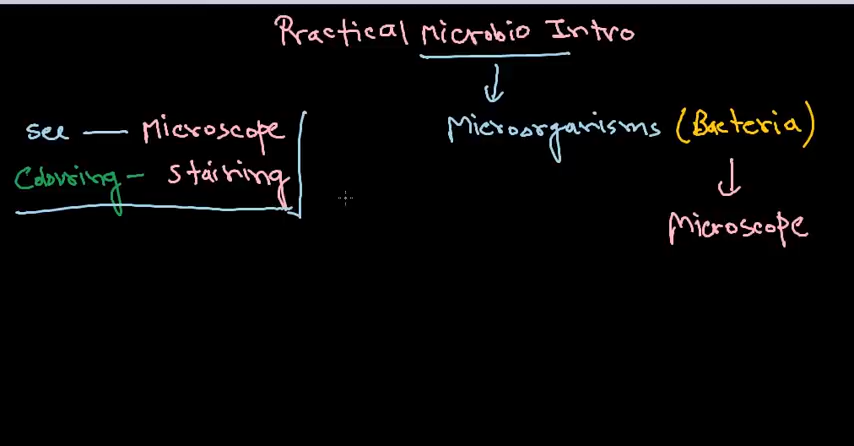 Practical Microbio Intro
see — Microscope
Colouring - staining
Microorganisms (Bacteria)
Microscope